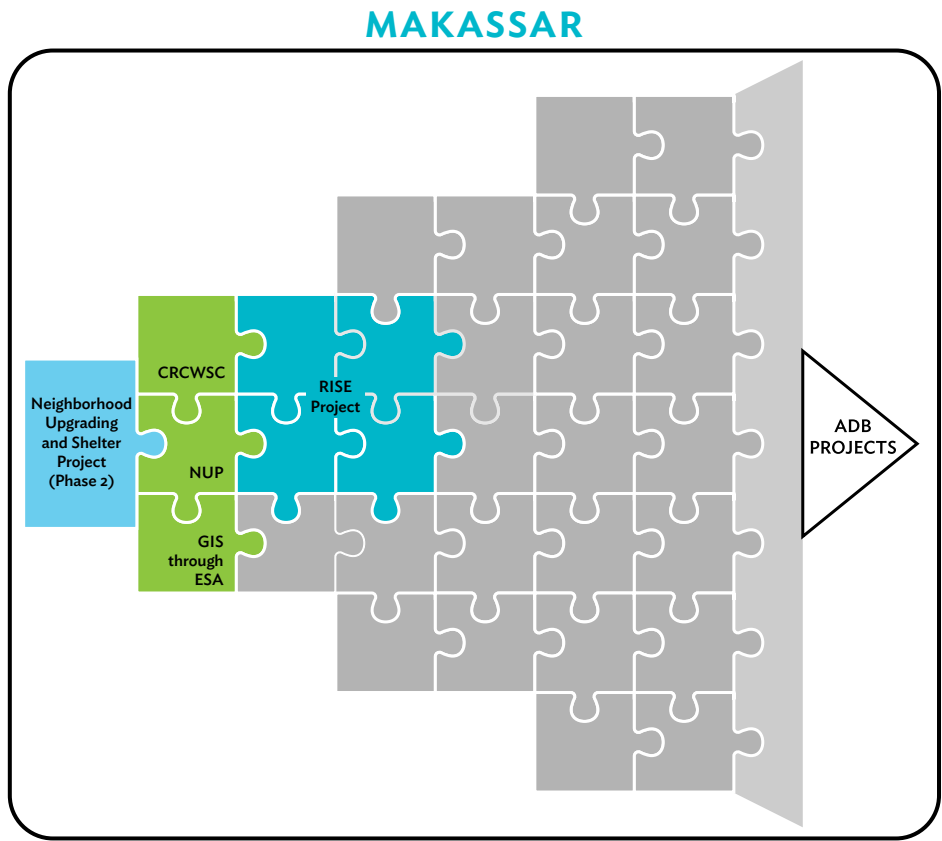 MAKASSAR
Neighborhood
Upgrading
and Shelter
Project
(Phase 2)
CRCWSC
NUP
GIS
through
ESA
RISE
Project
ADB
PROJECTS